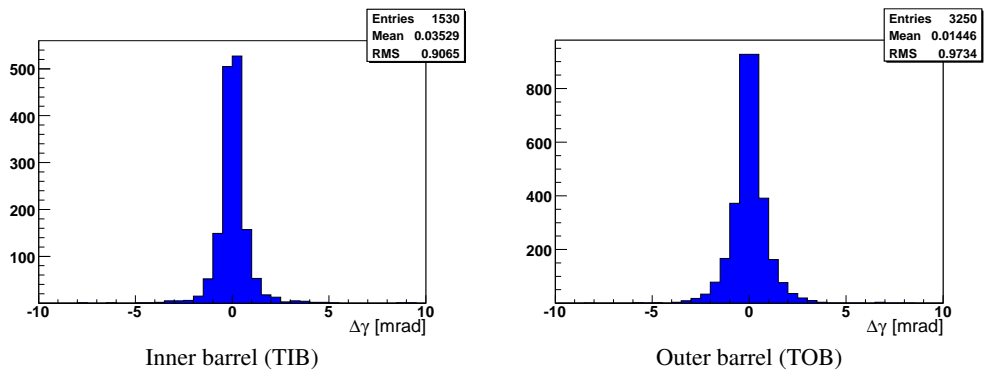 Entries 1530
Mean 0.03529
RMS 0.9065
500
400
300
200
100
-10 -5 0 5 10
Δγ [mrad]
Inner barrel (TIB)
Entries 3250
Mean 0.01446
RMS 0.9734
800
600
400
200
-10 -5 0 5 10
Δγ [mrad]
Outer barrel (TOB)